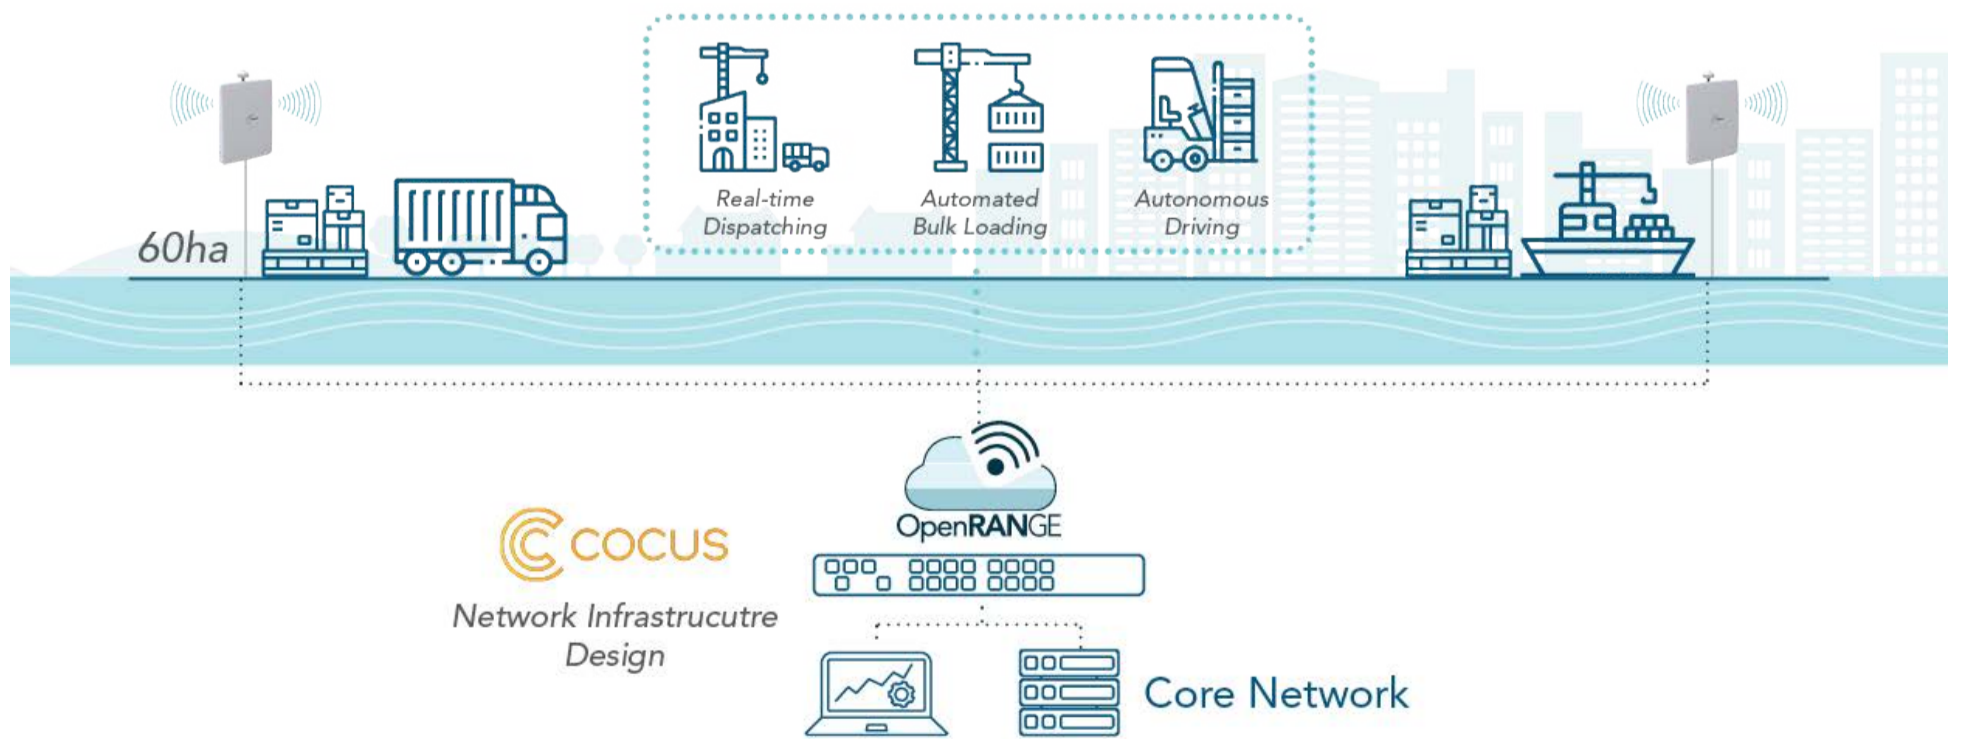 Real-time
Dispatching
Automated
Bulk Loading
Autonomous
Driving
60ha
OpenRANGE
COCUS
Network Infrastrucutre
Design
Core Network